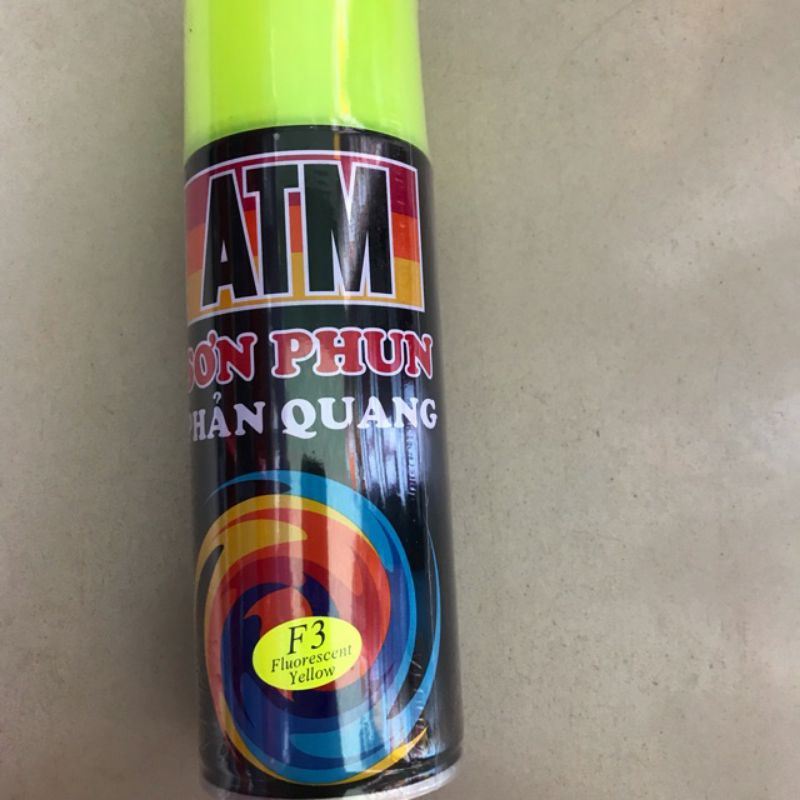 ATM
SƠN PHUN
PHẢN QUANG
F3
Fluorescent
Yellow